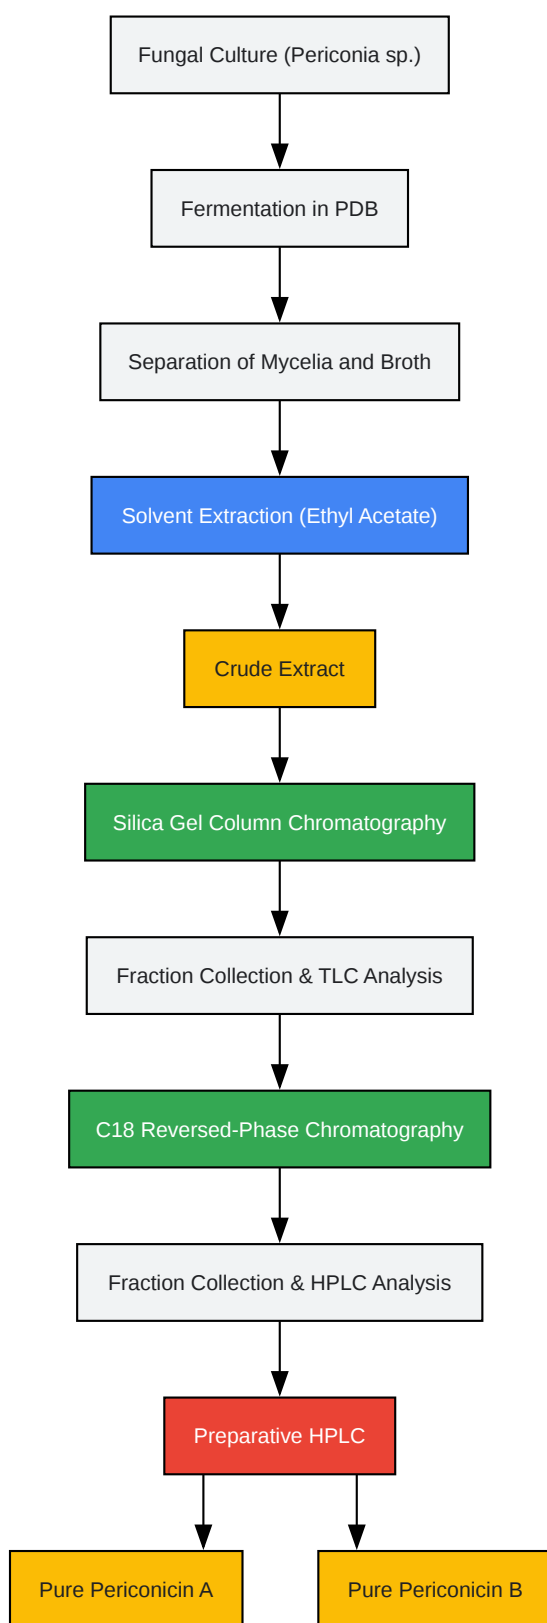 Fungal Culture (Periconia sp.)
Fermentation in PDB
Separation of Mycelia and Broth
Solvent Extraction (Ethyl Acetate)
Crude Extract
Silica Gel Column Chromatography
Fraction Collection & TLC Analysis
C18 Reversed-Phase Chromatography
Fraction Collection & HPLC Analysis
Preparative HPLC
Pure Periconicin A
Pure Periconicin B